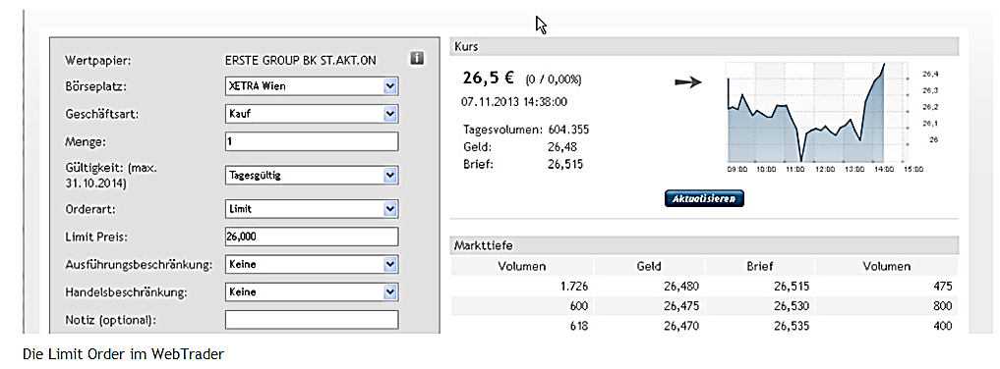 Wertpapier: ERSTE GROUP BK ST.AKT.ON i
Börseplatz: XETRA Wien
Geschäftsart: Kauf
Menge: 1
Gültigkeit: (max.
31.10.2014) Tagesgültig
Orderart: Limit
Limit Preis: 26,000
Ausführungsbeschränkung: Keine
Handelsbeschränkung: Keine
Notiz (optional):
Kurs
26,5 € (0 / 0,00%)
07.11.2013 14:38:00
Tagesvolumen: 604.355
Geld: 26,48
Brief: 26,515
26,4
26,3
26,2
26,1
26
09:00 10:00 11:00 12:00 13:00 14:00 15:00
Aktualisieren
Markttiefe
Volumen Geld Brief Volumen
1.726 26,480 26,515 475
600 26,475 26,530 800
618 26,470 26,535 400
Die Limit Order im WebTrader